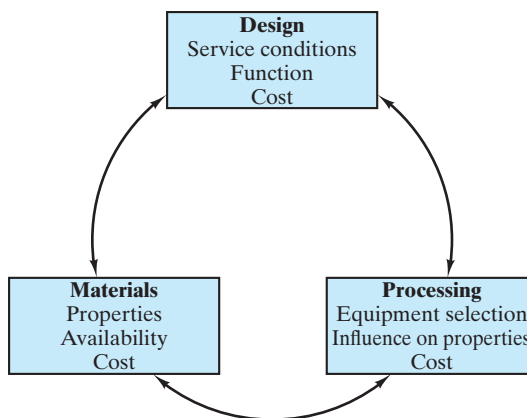 Design
Service conditions
Function
Cost
Materials
Properties
Availability
Cost
Processing
Equipment selection
Influence on properties
Cost